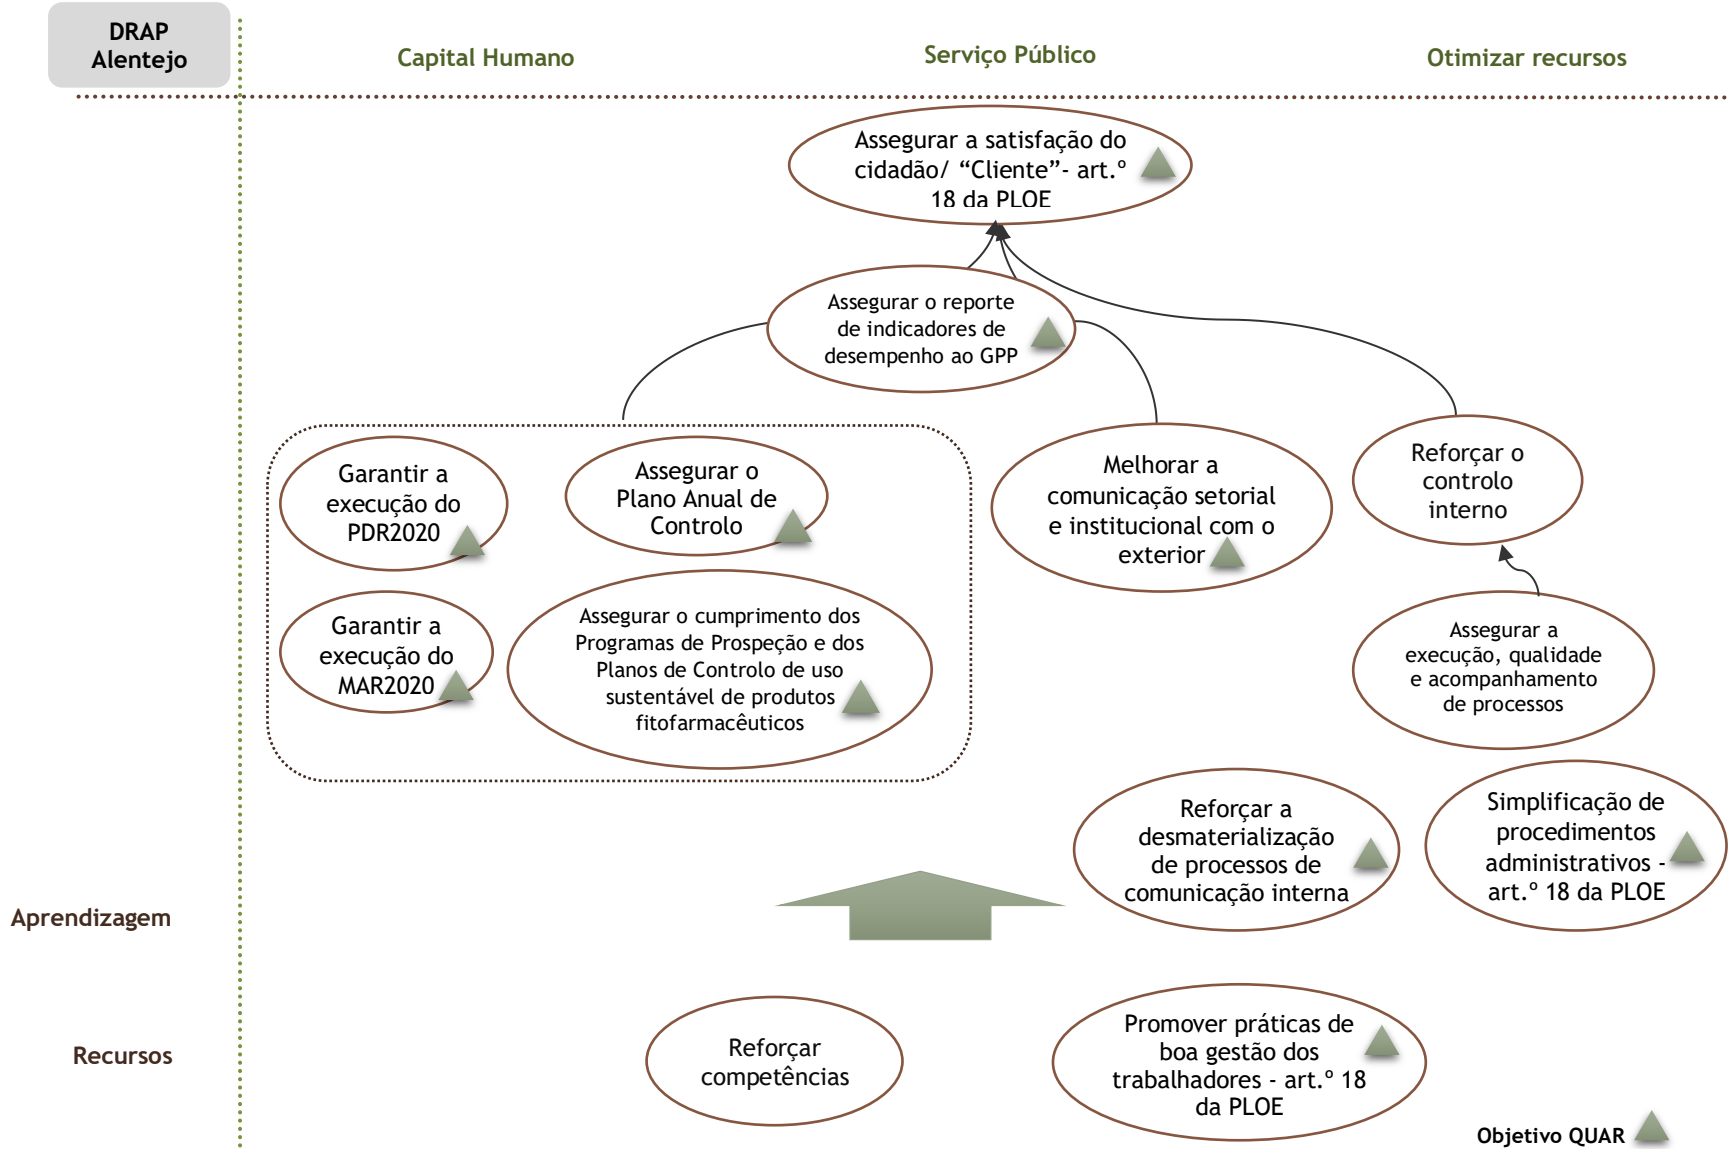 DRAP
Alentejo
Capital Humano
Serviço Público
Otimizar recursos
Assegurar a satisfação do
cidadão/ “Cliente”- art.º
18 da PLOE
Assegurar o reporte
de indicadores de
desempenho ao GPP
Garantir a
execução do
PDR2020
Assegurar o
Plano Anual de
Controlo
Melhorar a
comunicação setorial
e institucional com o
exterior
Reforçar o
controlo
interno
Garantir a
execução do
MAR2020
Assegurar o cumprimento dos
Programas de Prospeção e dos
Planos de Controlo de uso
sustentável de produtos
fitofarmacêuticos
Assegurar a
execução, qualidade
e acompanhamento
de processos
Reforçar a
desmaterialização
de processos de
comunicação interna
Simplificação de
procedimentos
administrativos -
art.º 18 da PLOE
Aprendizagem
Recursos
Reforçar
competências
Promover práticas de
boa gestão dos
trabalhadores - art.º 18
da PLOE
Objetivo QUAR